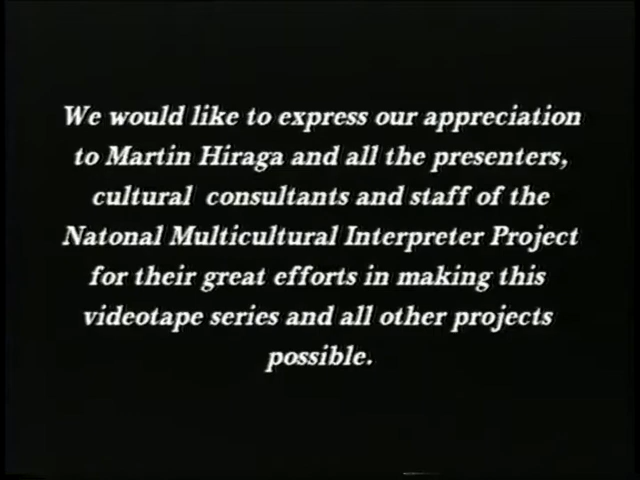 We would like to express our appreciation
to Martin Hiraga and all the presenters,
cultural consultants and staff of the
Natonal Multicultural Interpreter Project
for their great efforts in making this
videotape series and all other projects
possible.